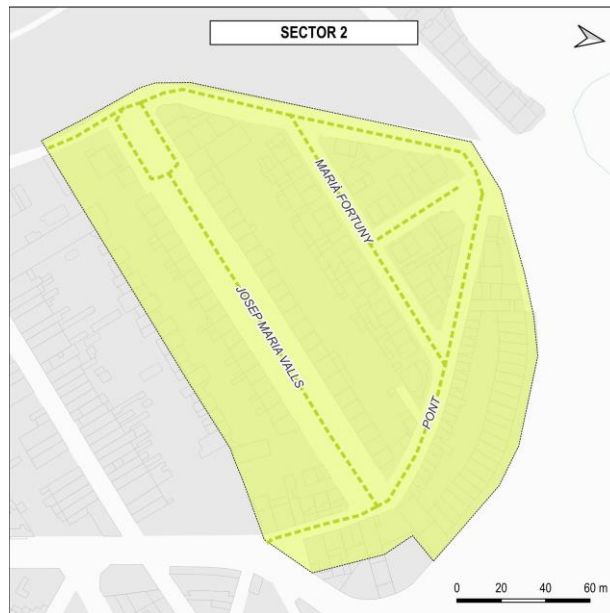 SECTOR 2
MARIÀ FORTUNY
JOSEP MARIA VALLS
PONT
0 20 40 60 m